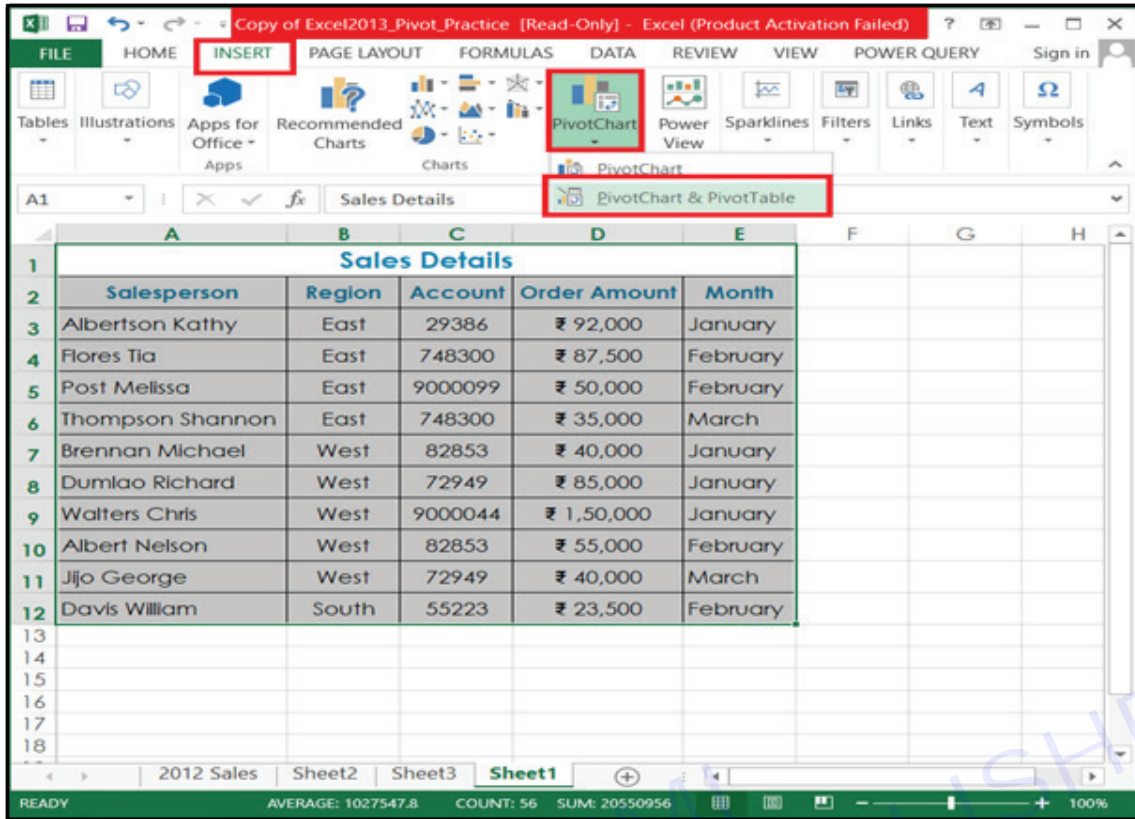 Copy of Excel2013_Pivot_Practice [Read-Only] - Excel (Product Activation Failed) ?
FILE HOME INSERT PAGE LAYOUT FORMULAS DATA REVIEW VIEW POWER QUERY Sign in
Tables Illustrations Apps for Office Recommended Charts PivotChart Power View Sparklines Filters Links Text Symbols
Apps Charts
PivotChart
PivotChart & PivotTable
A1 fx Sales Details
A B C D E F G H
1 Sales Details
2 Salesperson Region Account Order Amount Month
3 Albertson Kathy East 29386 ₹ 92,000 January
4 Flores Tia East 748300 ₹ 87,500 February
5 Post Melissa East 9000099 ₹ 50,000 February
6 Thompson Shannon East 748300 ₹ 35,000 March
7 Brennan Michael West 82853 ₹ 40,000 January
8 Dumlao Richard West 72949 ₹ 85,000 January
9 Walters Chris West 9000044 ₹ 1,50,000 January
10 Albert Nelson West 82853 ₹ 55,000 February
11 Jijo George West 72949 ₹ 40,000 March
12 Davis William South 55223 ₹ 23,500 February
13
14
15
16
17
18
2012 Sales Sheet2 Sheet3 Sheet1
READY AVERAGE: 1027547.8 COUNT: 56 SUM: 20550956 100%